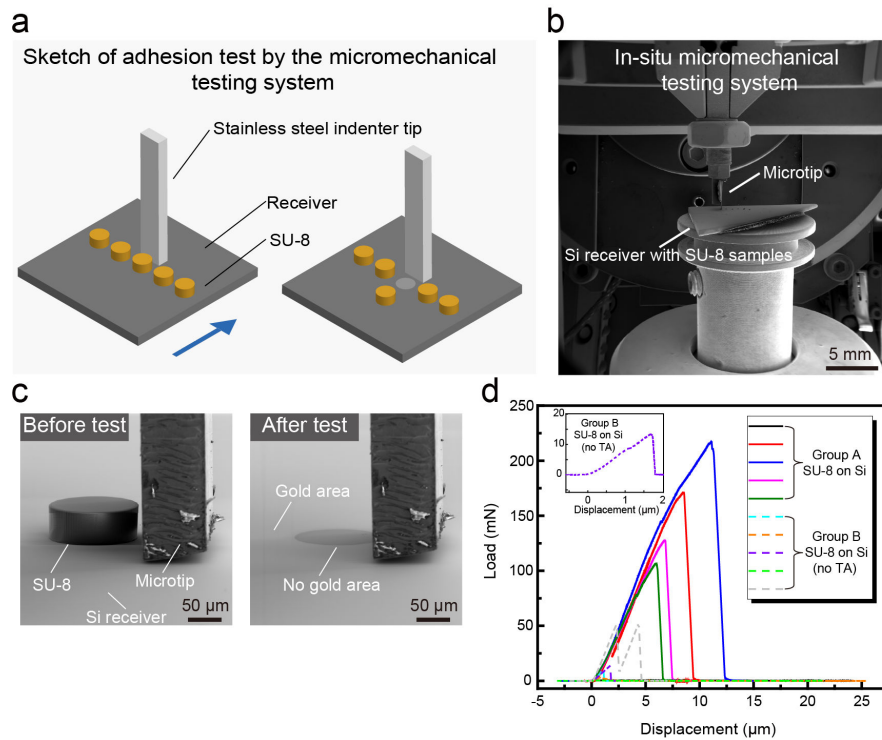 a
Sketch of adhesion test by the micromechanical
testing system
Stainless steel indenter tip
Receiver
SU-8
b
In-situ micromechanical
testing system
Microtip
Si receiver with SU-8 samples
5 mm
c
Before test
SU-8
Microtip
Si receiver
50 µm
After test
Gold area
No gold area
50 µm
d
250
200
150
100
50
0
Load (mN)
-5
0
5
10
15
20
25
Displacement (µm)
20
10
0
0
1
2
Displacement (µm)
Group B
SU-8 on Si
(no TA)
Group A
SU-8 on Si
Group B
SU-8 on Si
(no TA)